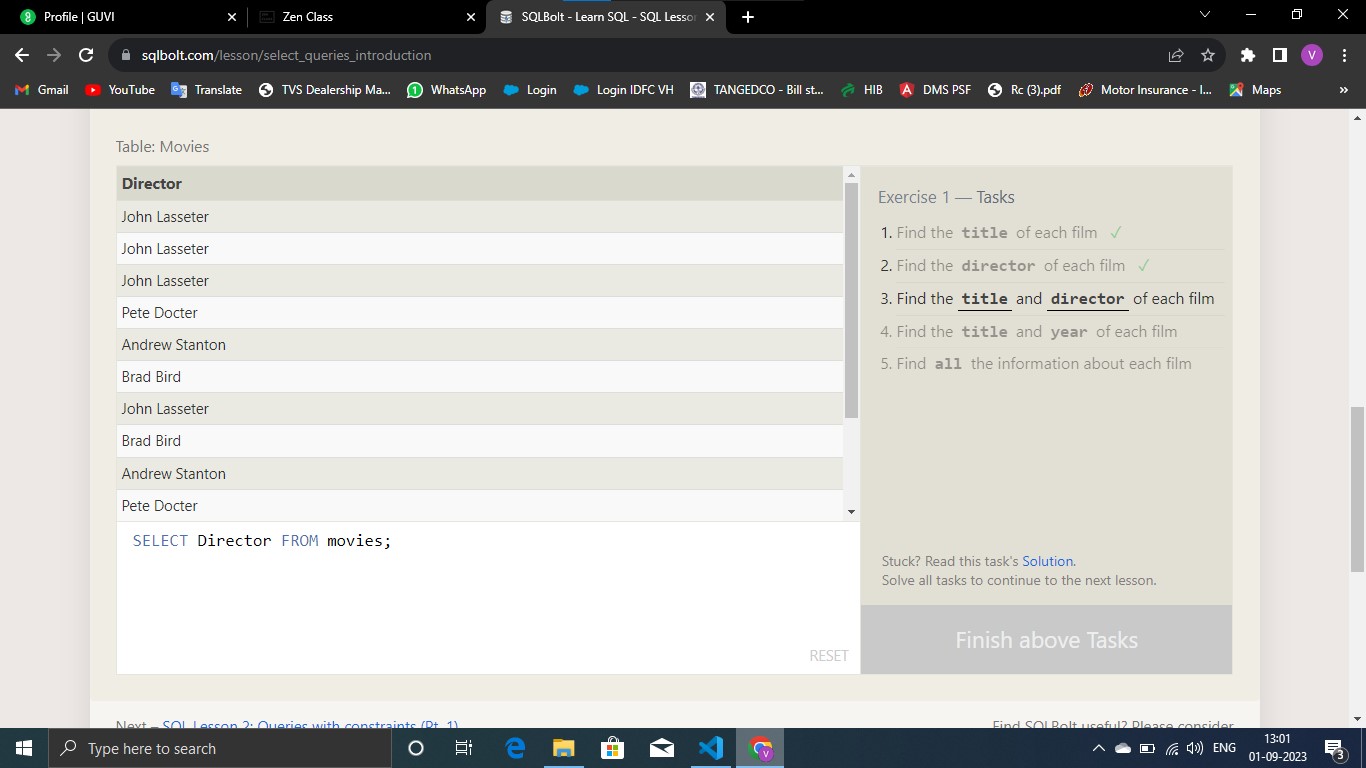 Profile | GUVI
Zen Class
SQLBolt - Learn SQL - SQL Lesson
sqlbolt.com/lesson/select_queries_introduction
V
Gmail
YouTube
Translate
TVS Dealership Ma...
WhatsApp
Login
Login IDFC VH
TANGEDCO - Bill st...
HIB
DMS PSF
Rc (3).pdf
Motor Insurance - I...
Maps
»
Table: Movies
Director
John Lasseter
John Lasseter
John Lasseter
Pete Docter
Andrew Stanton
Brad Bird
John Lasseter
Brad Bird
Andrew Stanton
Pete Docter
SELECT Director FROM movies;
RESET
Exercise 1 — Tasks
1. Find the title of each film ✓
2. Find the director of each film ✓
3. Find the title and director of each film
4. Find the title and year of each film
5. Find all the information about each film
Stuck? Read this task's Solution.
Solve all tasks to continue to the next lesson.
Finish above Tasks
Next – SQL Lesson 2: Queries with constraints (Pt. 1)
Find SQLBolt useful? Please consider
Type here to search
V
ENG
13:01
01-09-2023
3